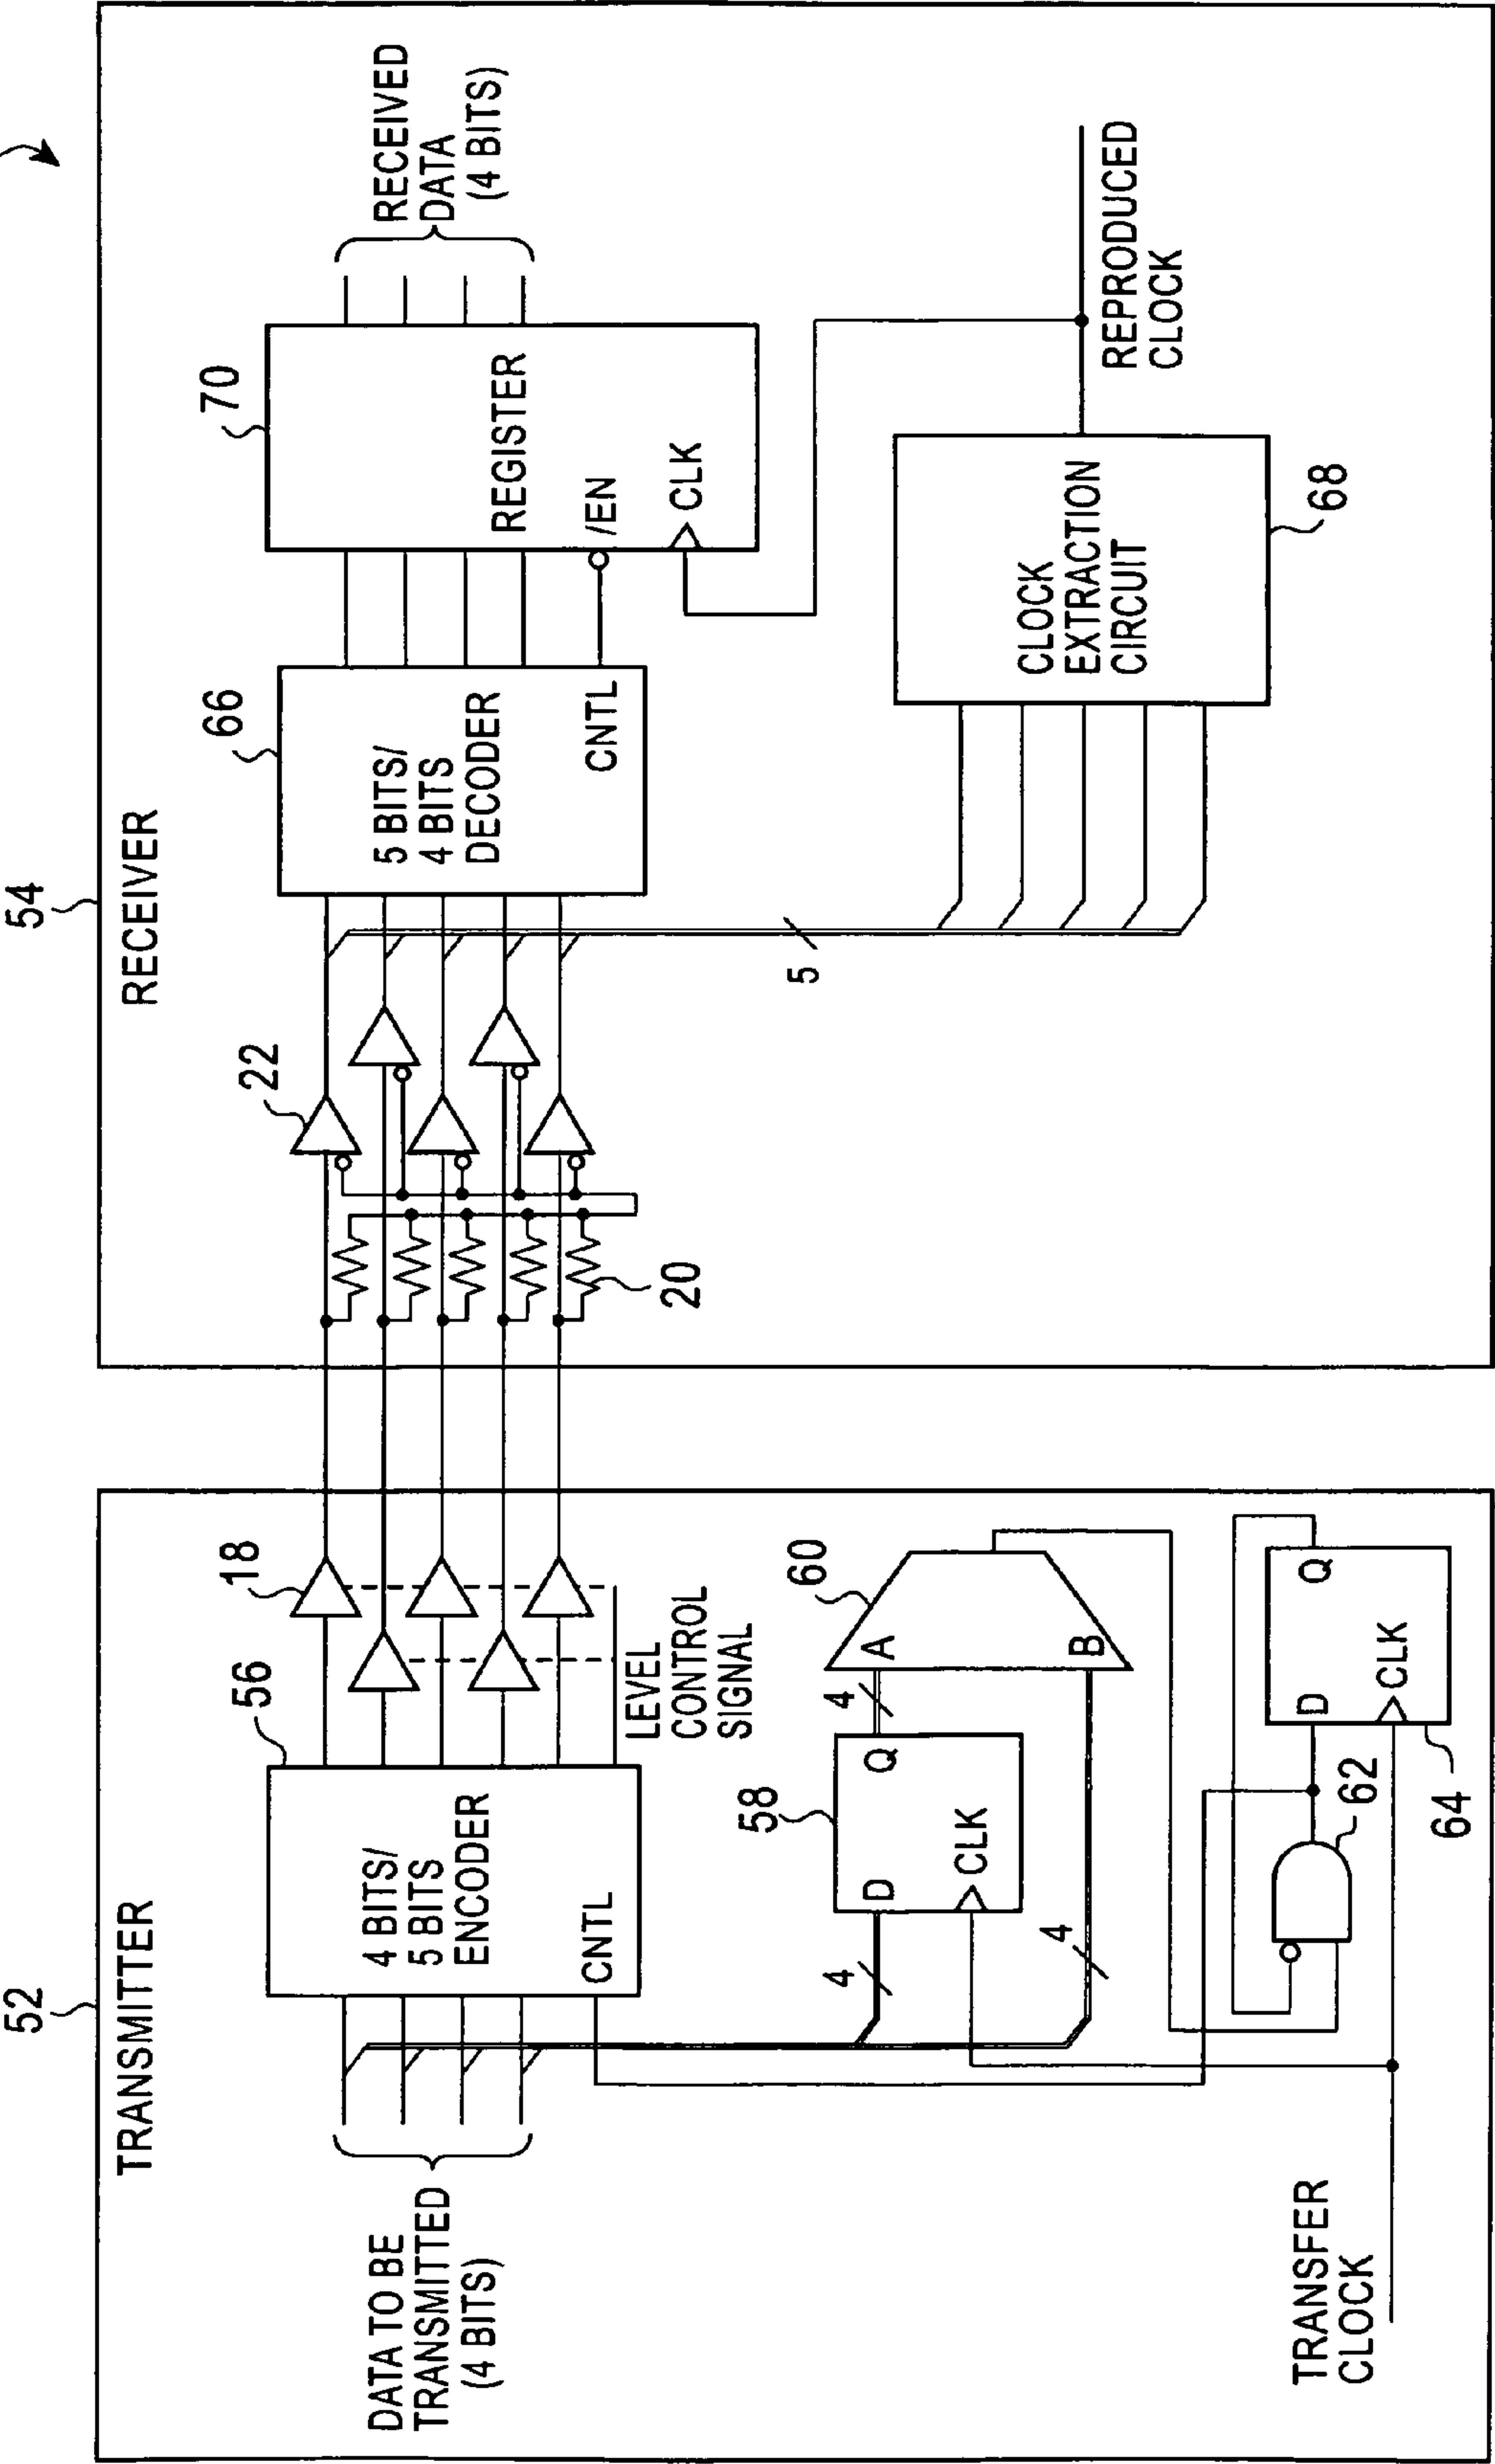 52
TRANSMITTER
DATA TO BE
TRANSMITTED
(4 BITS)
56
4 BITS/
5 BITS
ENCODER
CNTL
18
LEVEL
CONTROL
SIGNAL
58
D
Q
CLK
4
4
4
60
A
B
62
64
D
Q
CLK
TRANSFER
CLOCK
54
RECEIVER
22
20
5
66
5 BITS/
4 BITS
DECODER
CNTL
70
REGISTER
/EN
CLK
RECEIVED
DATA
(4 BITS)
CLOCK
EXTRACTION
CIRCUIT
68
REPRODUCED
CLOCK